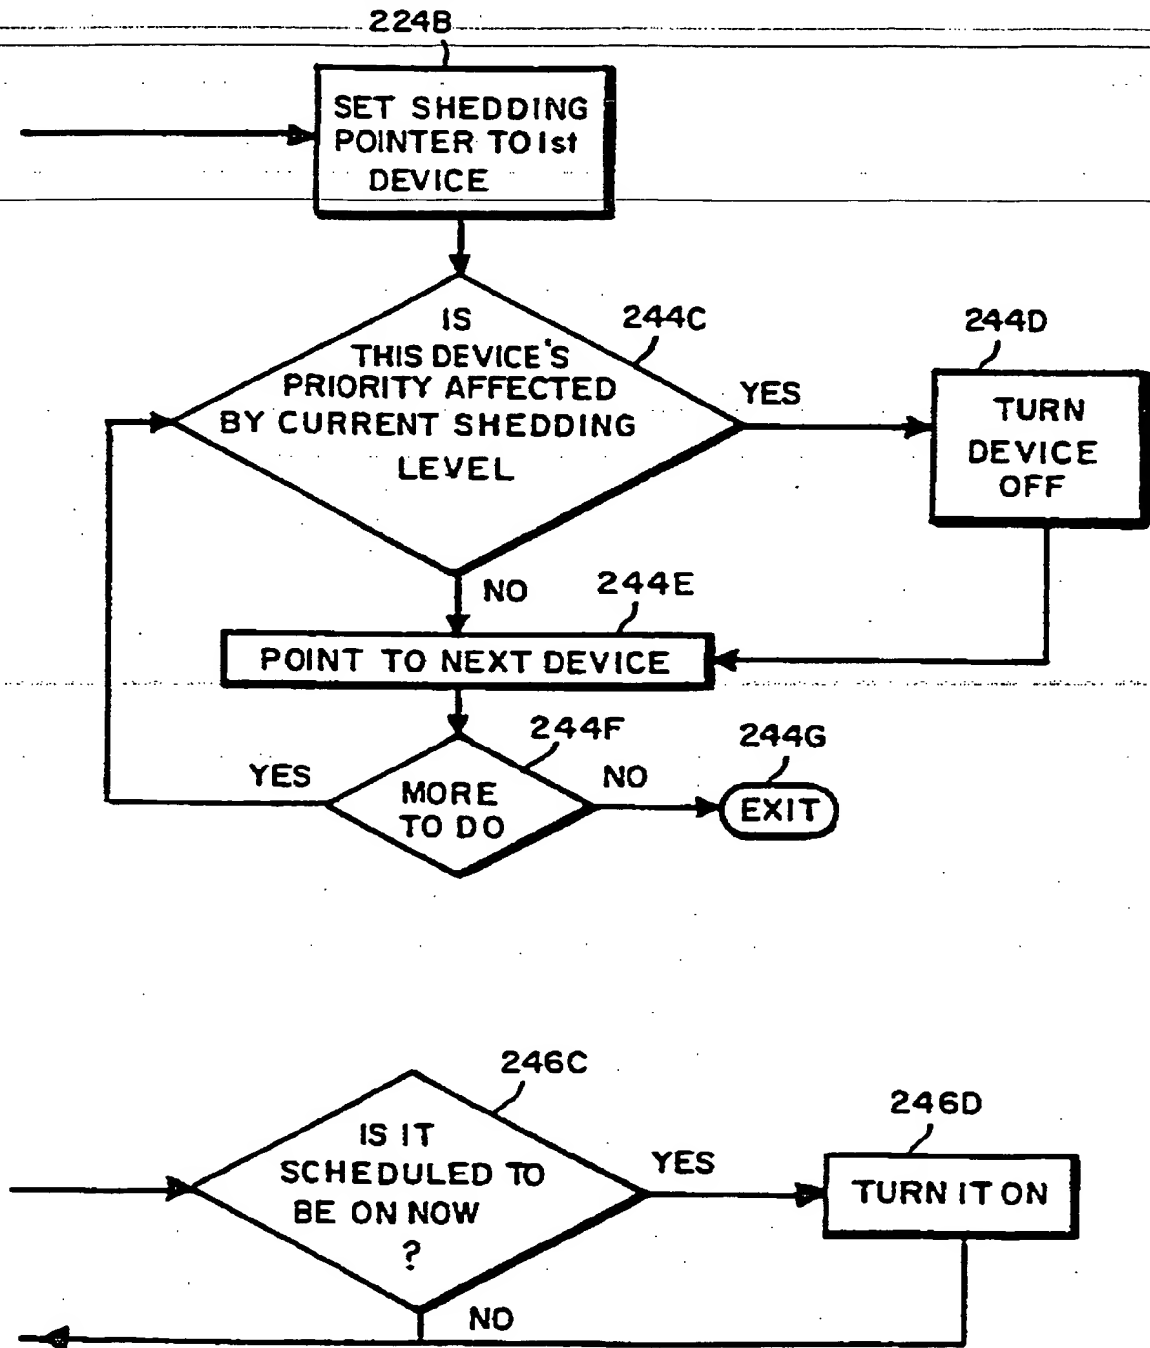 224B
SET SHEDDING
POINTER TO 1st
DEVICE
IS
THIS DEVICE'S
PRIORITY AFFECTED
BY CURRENT SHEDDING
LEVEL
244C
YES
244D
TURN
DEVICE
OFF
NO
244E
POINT TO NEXT DEVICE
244F
YES
MORE
TO DO
NO
244G
EXIT
246C
IS IT
SCHEDULED TO
BE ON NOW
?
YES
246D
TURN IT ON
NO